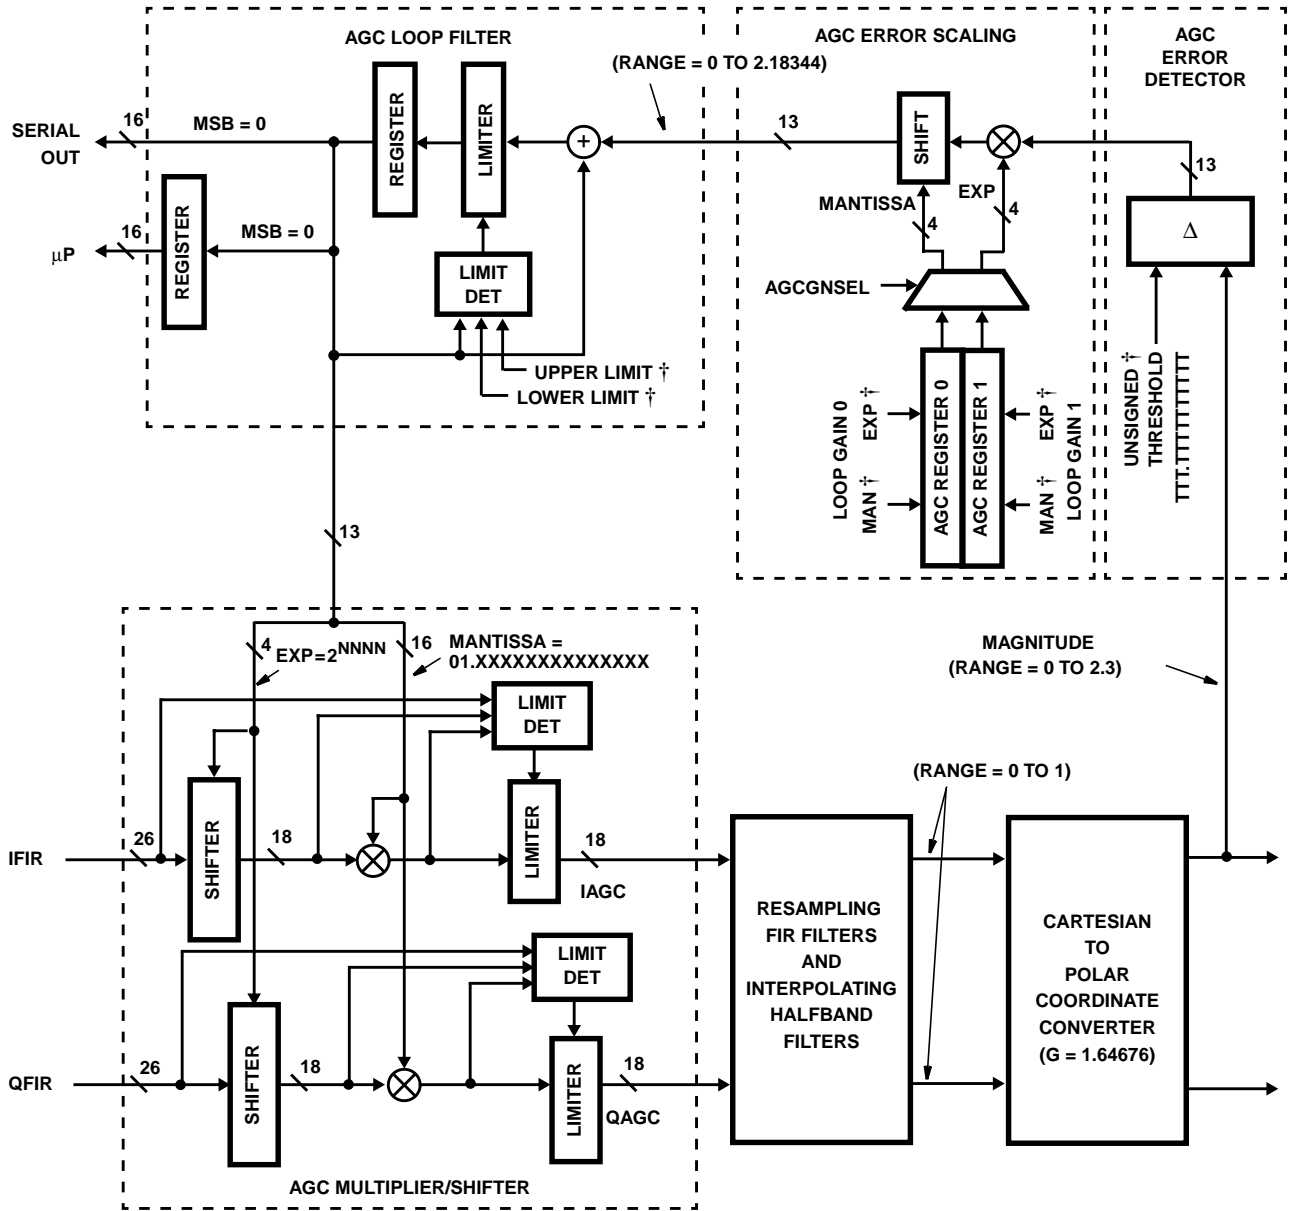 AGC LOOP FILTER
(RANGE = 0 TO 2.18344)
AGC ERROR SCALING
AGC
ERROR
DETECTOR
SERIAL
OUT
16
MSB = 0
REGISTER
LIMITER
+
13
SHIFT
13
MANTISSA
EXP
4
4
Δ
μP
16
REGISTER
MSB = 0
LIMIT
DET
AGCGNSEL
UPPER LIMIT †
LOWER LIMIT †
LOOP GAIN 0
MAN † EXP †
AGC REGISTER 0
AGC REGISTER 1
MAN † EXP †
LOOP GAIN 1
UNSIGNED †
THRESHOLD
TTT.TTTTTTTTTT
13
4
EXP=2NNNN
16
MANTISSA =
01.XXXXXXXXXXXXXX
MAGNITUDE
(RANGE = 0 TO 2.3)
LIMIT
DET
(RANGE = 0 TO 1)
IFIR
26
SHIFTER
18
LIMITER
18
IAGC
LIMIT
DET
RESAMPLING
FIR FILTERS
AND
INTERPOLATING
HALFBAND
FILTERS
CARTESIAN
TO
POLAR
COORDINATE
CONVERTER
(G = 1.64676)
QFIR
26
SHIFTER
18
LIMITER
18
QAGC
AGC MULTIPLIER/SHIFTER